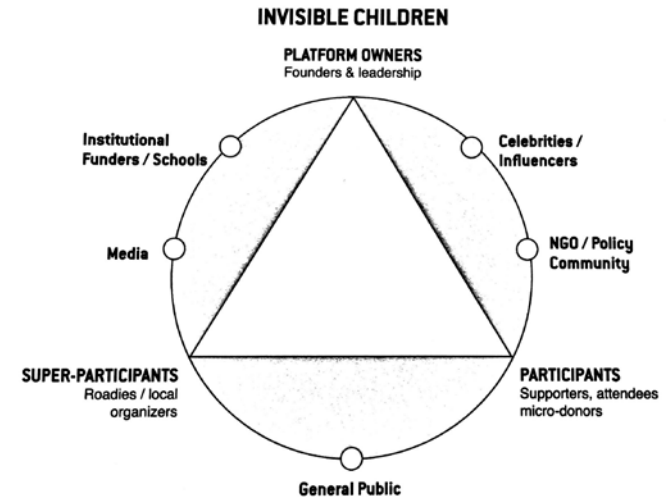 INVISIBLE CHILDREN
PLATFORM OWNERS
Founders & leadership
Institutional
Funders / Schools
Celebrities /
Influencers
Media
NGO / Policy
Community
SUPER-PARTICIPANTS
Roadies / local
organizers
PARTICIPANTS
Supporters, attendees
micro-donors
General Public